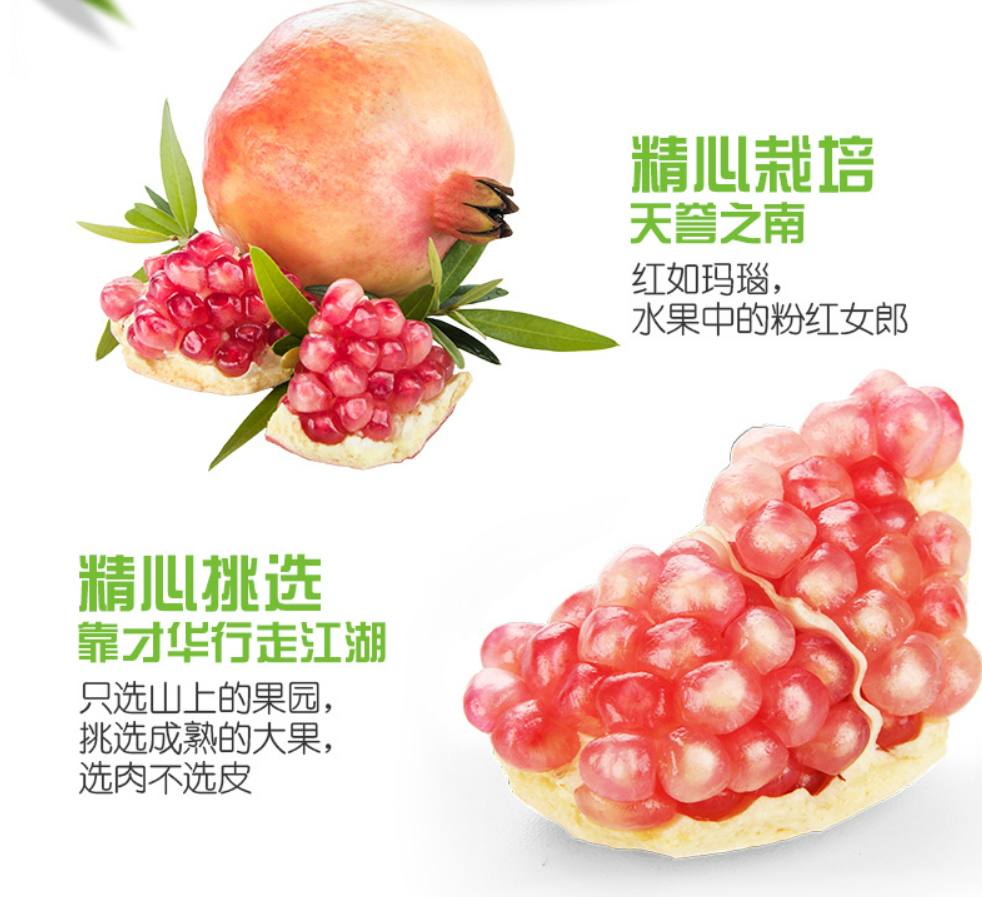 精心栽培
天誉之南
红如玛瑙，
水果中的粉红女郎
精心挑选
靠才华行走江湖
只选山上的果园，
挑选成熟的大果，
选肉不选皮